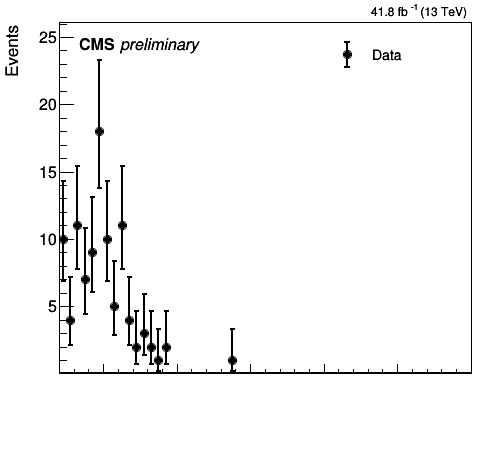 41.8 fb⁻¹ (13 TeV)
CMS preliminary
Data
Events
25
20
15
10
5